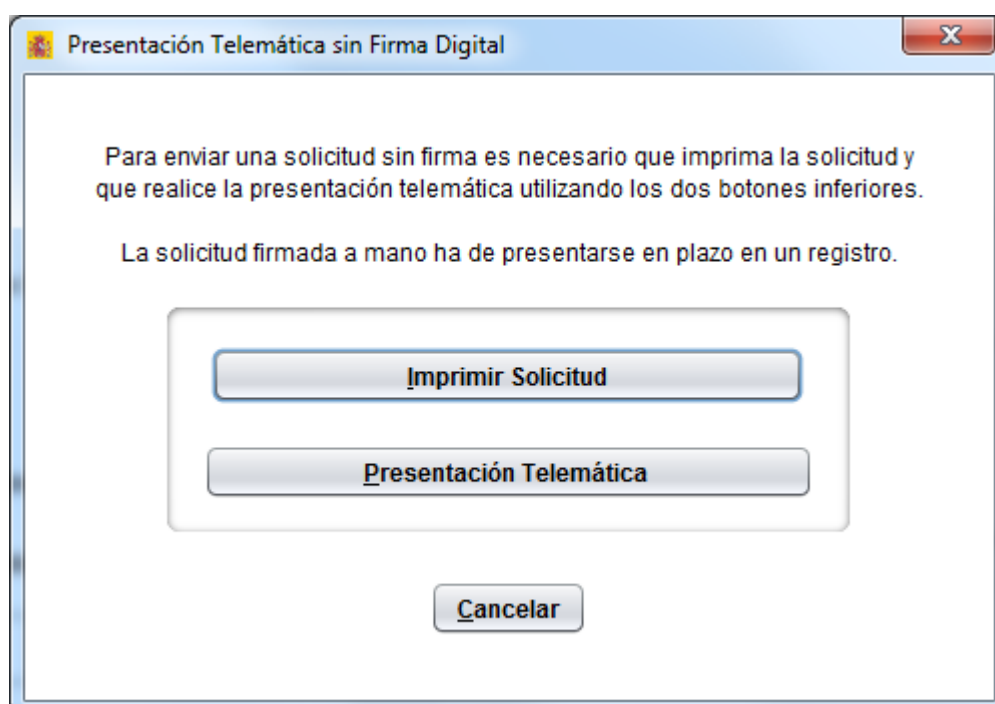 Presentación Telemática sin Firma Digital
Para enviar una solicitud sin firma es necesario que imprima la solicitud y
que realice la presentación telemática utilizando los dos botones inferiores.
La solicitud firmada a mano ha de presentarse en plazo en un registro.
Imprimir Solicitud
Presentación Telemática
Cancelar